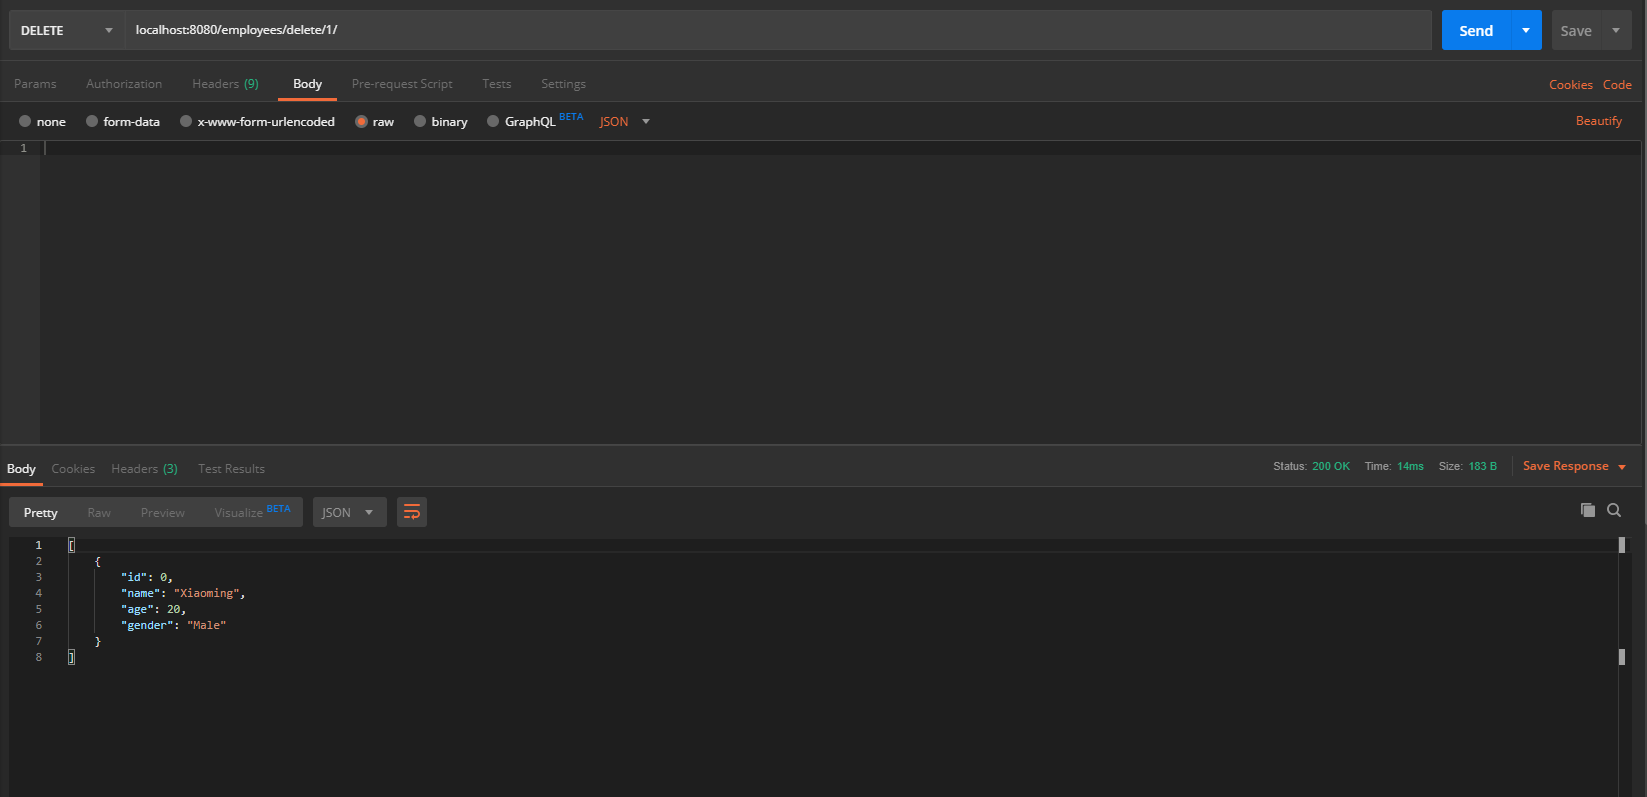 DELETE localhost:8080/employees/delete/1/ Send Save
Params Authorization Headers (9) Body Pre-request Script Tests Settings Cookies Code
none form-data x-www-form-urlencoded raw binary GraphQL BETA JSON Beautify
1
Body Cookies Headers (3) Test Results Status: 200 OK Time: 14ms Size: 183 B Save Response
Pretty Raw Preview Visualize BETA JSON
1 [
2 {
3 "id": 0,
4 "name": "Xiaoming",
5 "age": 20,
6 "gender": "Male"
7 }
8 ]